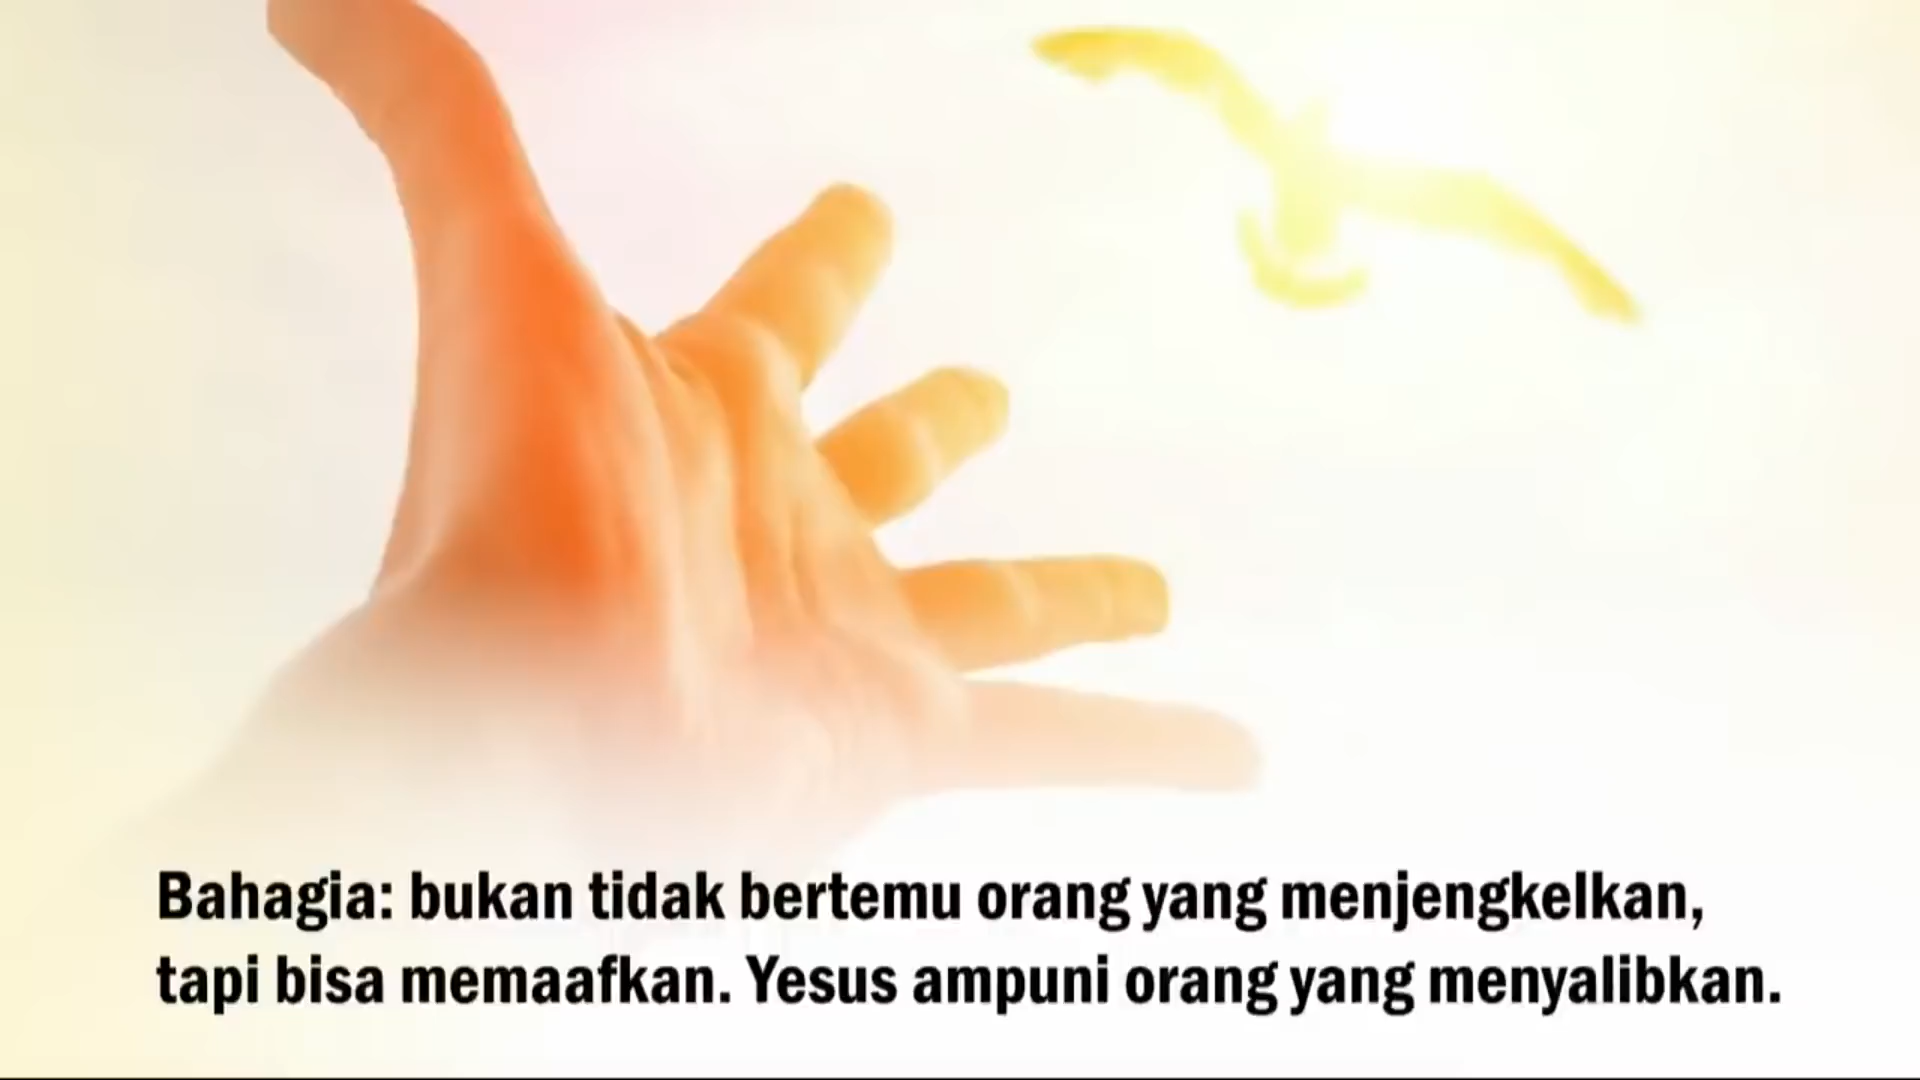 Bahagia: bukan tidak bertemu orang yang menjengkelkan,
tapi bisa memaafkan. Yesus ampuni orang yang menyalibkan.